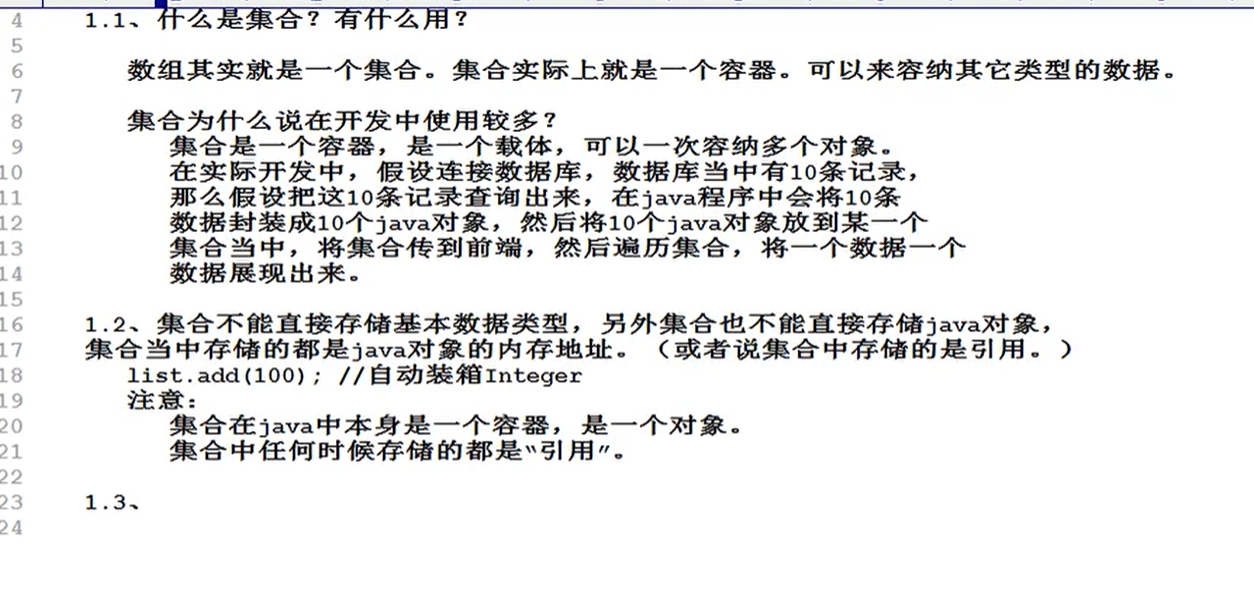 4 1.1、什么是集合？有什么用？
5
6 数组其实就是一个集合。集合实际上就是一个容器。可以来容纳其它类型的数据。
7
8 集合为什么说在开发中使用较多？
9 集合是一个容器，是一个载体，可以一次容纳多个对象。
10 在实际开发中，假设连接数据库，数据库当中有10条记录，
11 那么假设把这10条记录查询出来，在java程序中会将10条
12 数据封装成10个java对象，然后将10个java对象放到某一个
13 集合当中，将集合传到前端，然后遍历集合，将一个数据一个
14 数据展现出来。
15
16 1.2、集合不能直接存储基本数据类型，另外集合也不能直接存储java对象，
17 集合当中存储的都是java对象的内存地址。（或者说集合中存储的是引用。）
18 list.add(100); //自动装箱Integer
19 注意：
20 集合在java中本身是一个容器，是一个对象。
21 集合中任何时候存储的都是“引用”。
22
23 1.3、
24